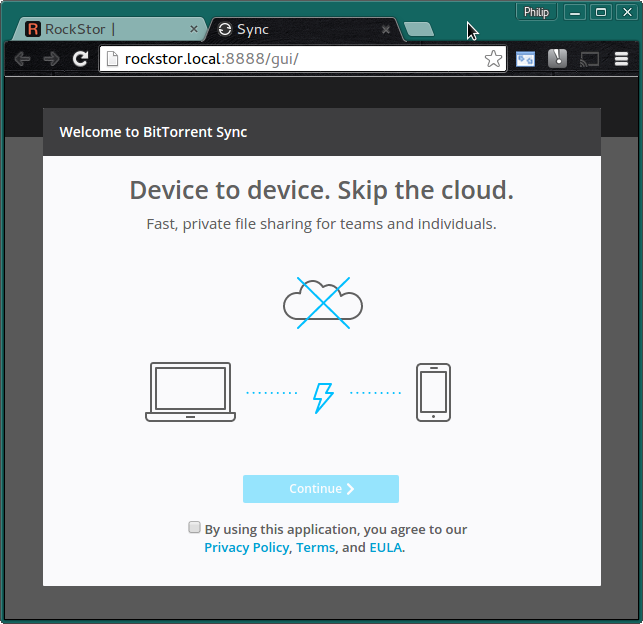 Philip
R RockStor |
Sync
rockstor.local:8888/gui/
Welcome to BitTorrent Sync
Device to device. Skip the cloud.
Fast, private file sharing for teams and individuals.
Continue
By using this application, you agree to our
Privacy Policy, Terms, and EULA.